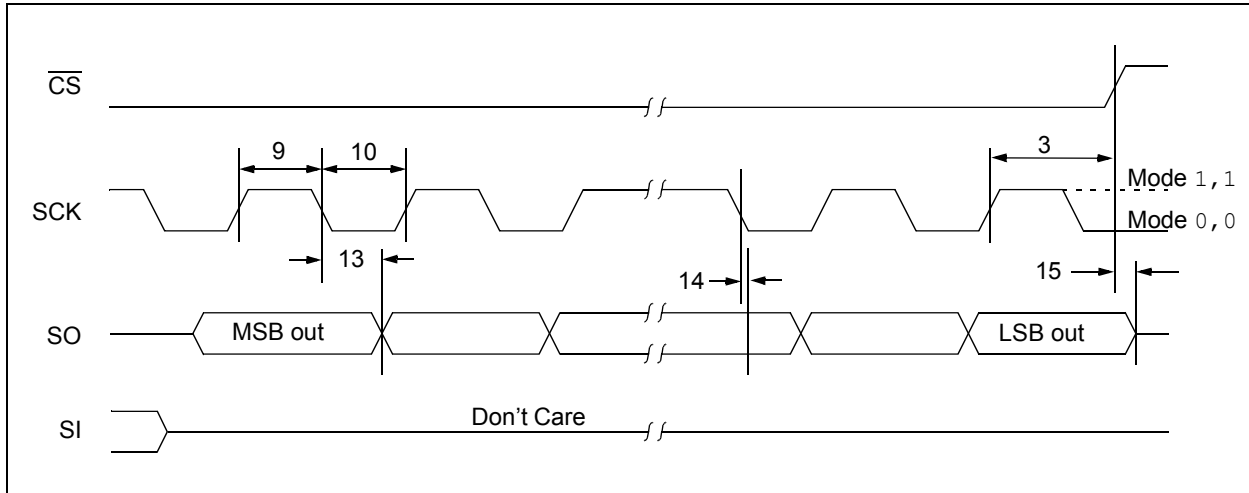 CS
9
10
3
Mode 1,1
SCK
Mode 0,0
13
14
15
SO
MSB out
LSB out
Don't Care
SI